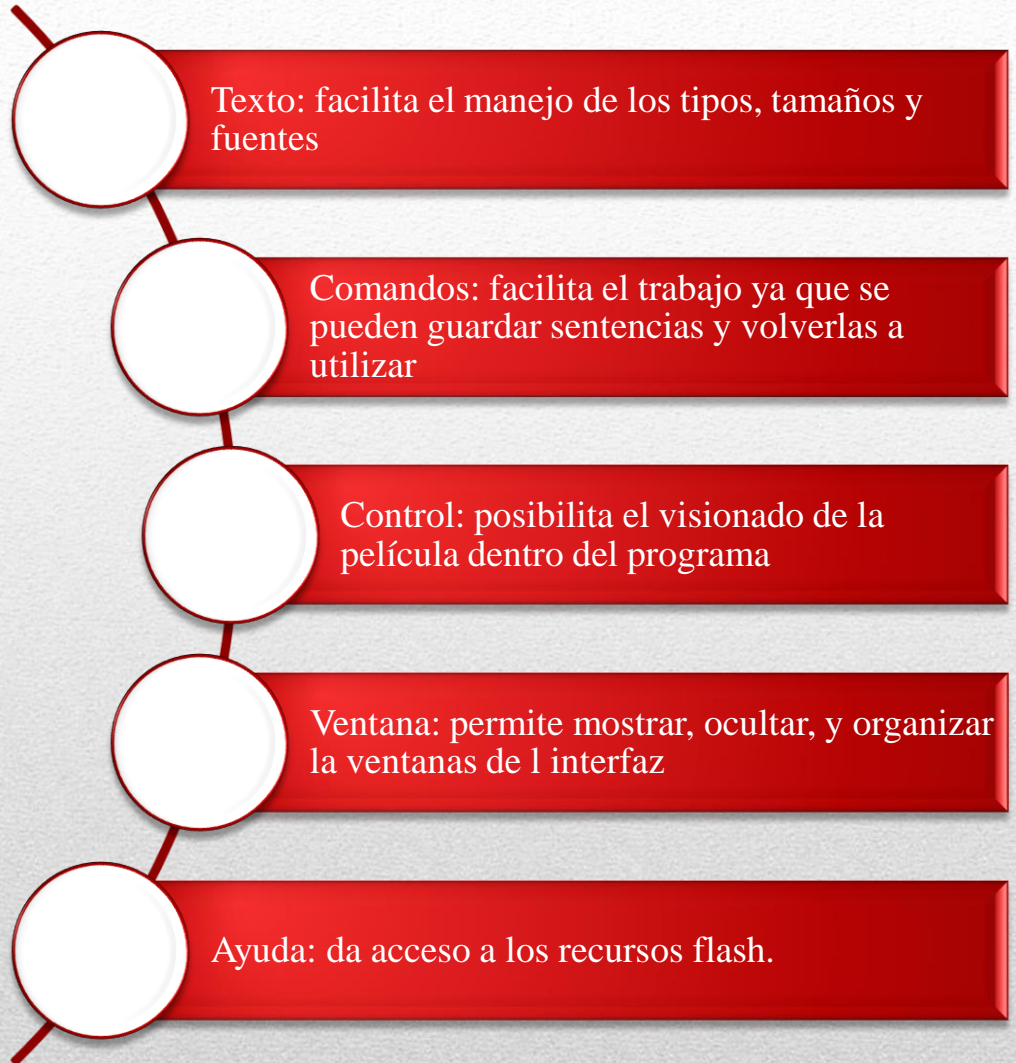 Texto: facilita el manejo de los tipos, tamaños y
fuentes
Comandos: facilita el trabajo ya que se
pueden guardar sentencias y volverlas a
utilizar
Control: posibilita el visionado de la
película dentro del programa
Ventana: permite mostrar, ocultar, y organizar
la ventanas de l interfaz
Ayuda: da acceso a los recursos flash.